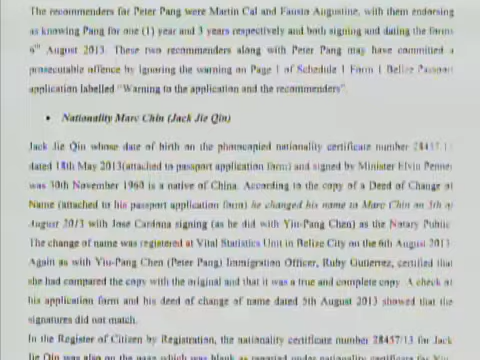 The recommenders for Peter Pang were Martin Cal and Fausto Augustine, with them endorsing
as knowing Pang for one (1) year and 3 years respectively and both signing and dating the forms
6th August 2013. These two recommenders along with Peter Pang may have committed a
prosecutable offence by ignoring the warning on Page 1 of Schedule 1 Form 1 Belize Passport
application labelled "Warning to the application and the recommenders".
• Nationality Marc Chin (Jack Jie Qin)
Jack Jie Qin whose date of birth on the photocopied nationality certificate number 28457/13
dated 18th May 2013(attached to passport application form) and signed by Minister Elvin Penner
was 30th November 1960 is a native of China. According to the copy of a Deed of Change of
Name (attached to his passport application form) he changed his name to Marc Chin on 5th of
August 2013 with Jose Cardona signing (as he did with Yiu-Pang Chen) as the Notary Public.
The change of name was registered at Vital Statistics Unit in Belize City on the 6th August 2013.
Again as with Yiu-Pang Chen (Peter Pang) Immigration Officer, Ruby Gutierrez, certified that
she had compared the copy with the original and that it was a true and complete copy. A check at
his application form and his deed of change of name dated 5th August 2013 showed that the
signatures did not match.
In the Register of Citizen by Registration, the nationality certificate number 28457/13 for Jack
Jie Qin was also on the page which was blank as reported under nationality certificate for Yiu-